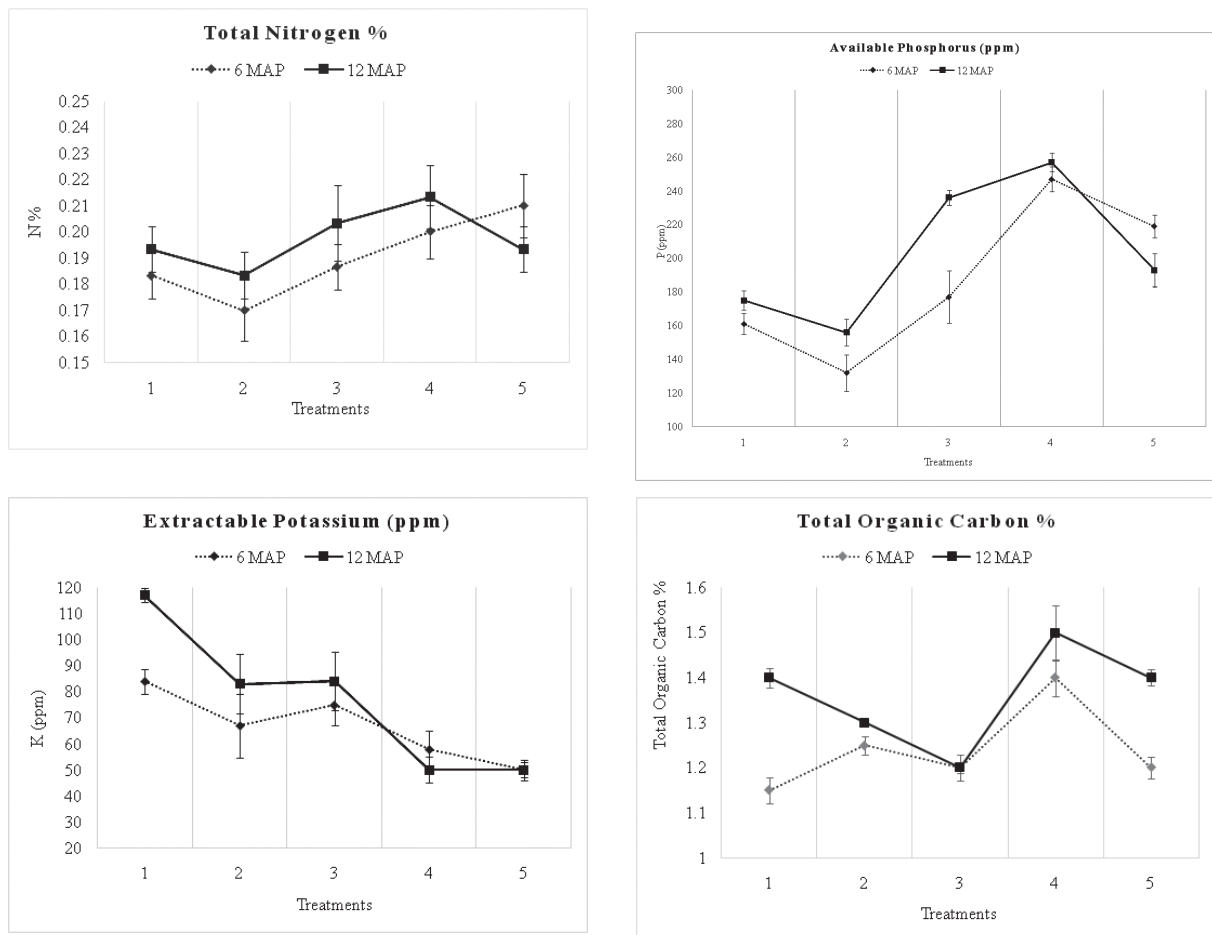 Total Nitrogen %
6 MAP 12 MAP
0.25
0.24
0.23
0.22
0.21
0.20
0.19
0.18
0.17
0.16
0.15
N%
1 2 3 4 5
Treatments
Available Phosphorus (ppm)
6 MAP 12 MAP
300
280
260
240
220
200
180
160
140
120
100
P (ppm)
1 2 3 4 5
Treatments
Extractable Potassium (ppm)
6 MAP 12 MAP
120
110
100
90
80
70
60
50
40
30
20
K (ppm)
1 2 3 4 5
Treatments
Total Organic Carbon %
6 MAP 12 MAP
1.6
1.5
1.4
1.3
1.2
1.1
1
Total Organic Carbon %
1 2 3 4 5
Treatments